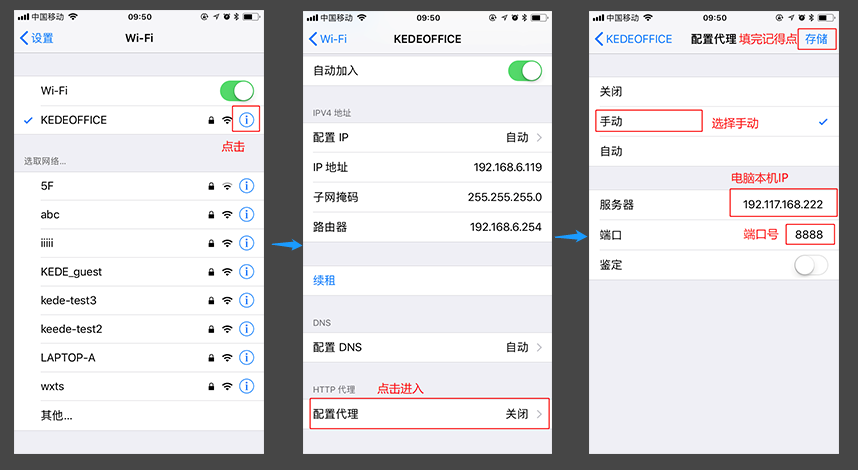 中国移动 09:50
设置 Wi-Fi
Wi-Fi
KEDEOFFICE
点击
选取网络...
5F
abc
iiiii
KEDE_guest
kede-test3
keede-test2
LAPTOP-A
wxts
其他...
中国移动 09:50
Wi-Fi KEDEOFFICE
自动加入
IPV4 地址
配置 IP 自动
IP 地址 192.168.6.119
子网掩码 255.255.255.0
路由器 192.168.6.254
续租
DNS
配置 DNS 自动
HTTP 代理 点击进入
配置代理 关闭
中国移动 09:50
KEDEOFFICE 配置代理 填完记得点 存储
关闭
手动 选择手动
自动
电脑本机IP
服务器 192.117.168.222
端口 端口号 8888
鉴定